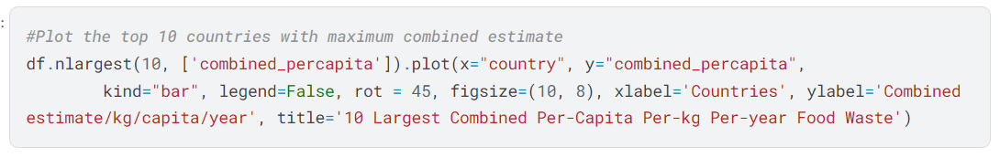 :
#Plot the top 10 countries with maximum combined estimate
df.nlargest(10, ['combined_percapita']).plot(x="country", y="combined_percapita",
        kind="bar", legend=False, rot = 45, figsize=(10, 8), xlabel='Countries', ylabel='Combined
estimate/kg/capita/year', title='10 Largest Combined Per-Capita Per-kg Per-year Food Waste')